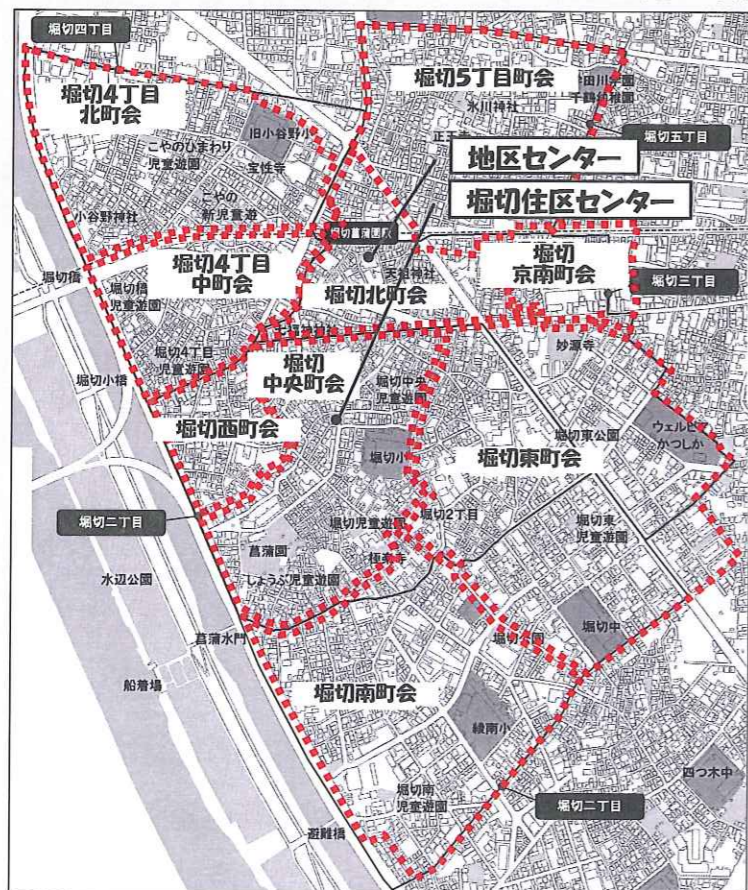 堀切四丁目
堀切4丁目
北町会
旧小谷野小
こやのひまわり
児童遊園
宝性寺
こやの
新児童遊
小谷野神社
堀切橋
堀切5丁目町会
千鶴幼稚園
氷川神社
堀切五丁目
地区センター
堀切住区センター
堀切菖蒲園駅
堀切4丁目
中町会
堀切橋
児童遊園
堀切北町会
天祖神社
堀切
京南町会
堀切三丁目
堀切4丁目
児童遊園
堀切小橋
堀切
中央町会
堀切中央
児童遊園
妙源寺
堀切西町会
堀切小
堀切東町会
堀切東公園
ウェルピア
かつしか
堀切二丁目
堀切児童遊園
堀切2丁目
堀切東
児童遊園
菖蒲園
極楽寺
しょうぶ児童遊園
水辺公園
菖蒲水門
堀切公園
堀切中
船着場
堀切南町会
綾南小
四つ木中
堀切南
児童遊園
堀切二丁目
避難橋